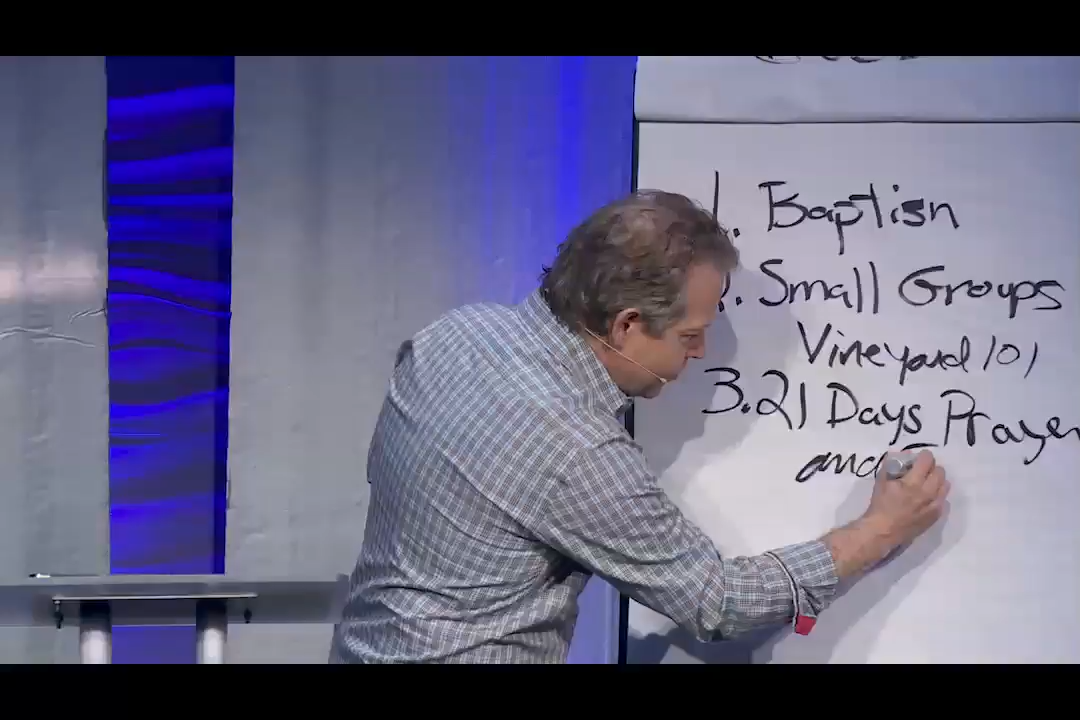 1. Baptism
2. Small Groups
Vineyard 101
3. 21 Days Prayer
and